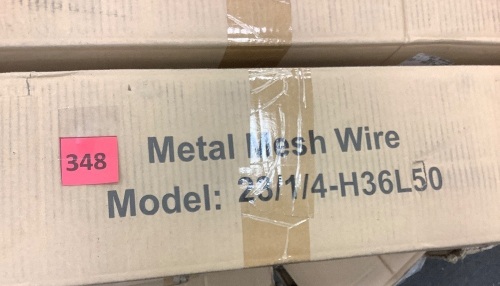 348
Metal Mesh Wire
Model: 23/1/4-H36L50